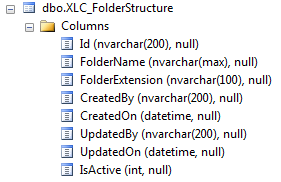 dbo.XLC_FolderStructure
Columns
Id (nvarchar(200), null)
FolderName (nvarchar(max), null)
FolderExtension (nvarchar(100), null)
CreatedBy (nvarchar(200), null)
CreatedOn (datetime, null)
UpdatedBy (nvarchar(200), null)
UpdatedOn (datetime, null)
IsActive (int, null)